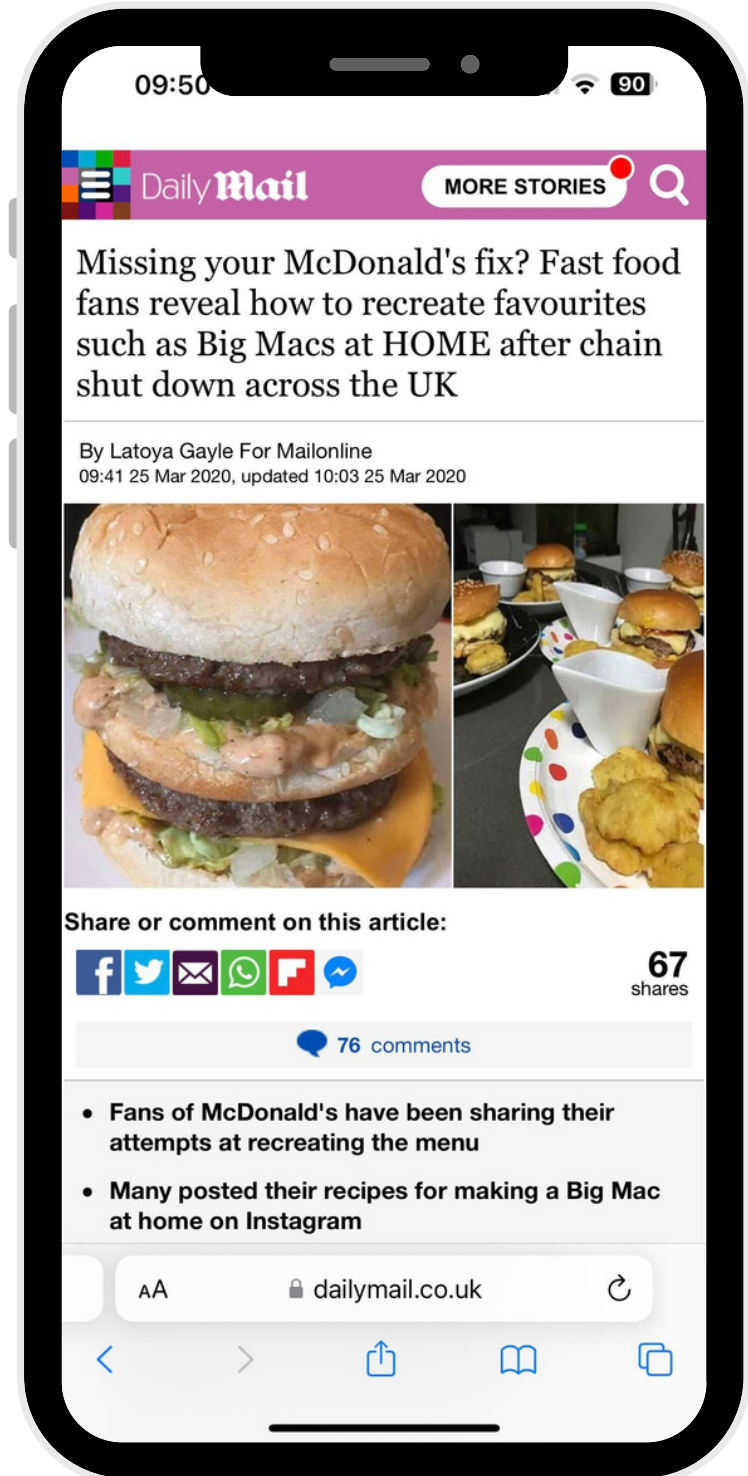 09:50
90
Daily Mail
MORE STORIES
Missing your McDonald's fix? Fast food
fans reveal how to recreate favourites
such as Big Macs at HOME after chain
shut down across the UK
By Latoya Gayle For Mailonline
09:41 25 Mar 2020, updated 10:03 25 Mar 2020
Share or comment on this article:
67
shares
76 comments
• Fans of McDonald's have been sharing their
attempts at recreating the menu
• Many posted their recipes for making a Big Mac
at home on Instagram
AA
dailymail.co.uk